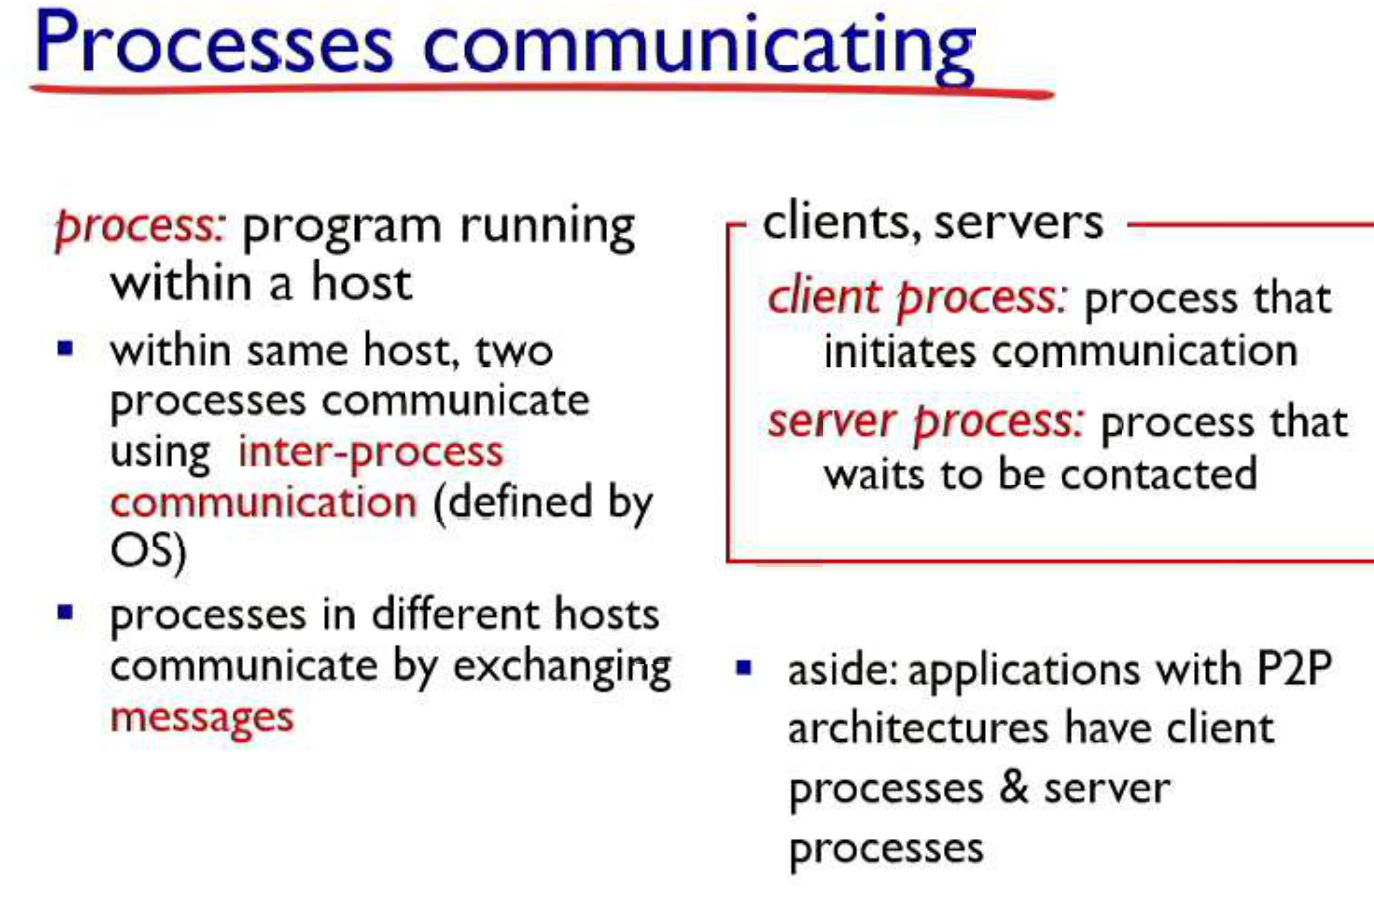 Processes communicating
process: program running
within a host
within same host, two
processes communicate
using inter-process
communication (defined by
OS)
processes in different hosts
communicate by exchanging
messages
clients, servers
client process: process that
initiates communication
server process: process that
waits to be contacted
aside: applications with P2P
architectures have client
processes & server
processes